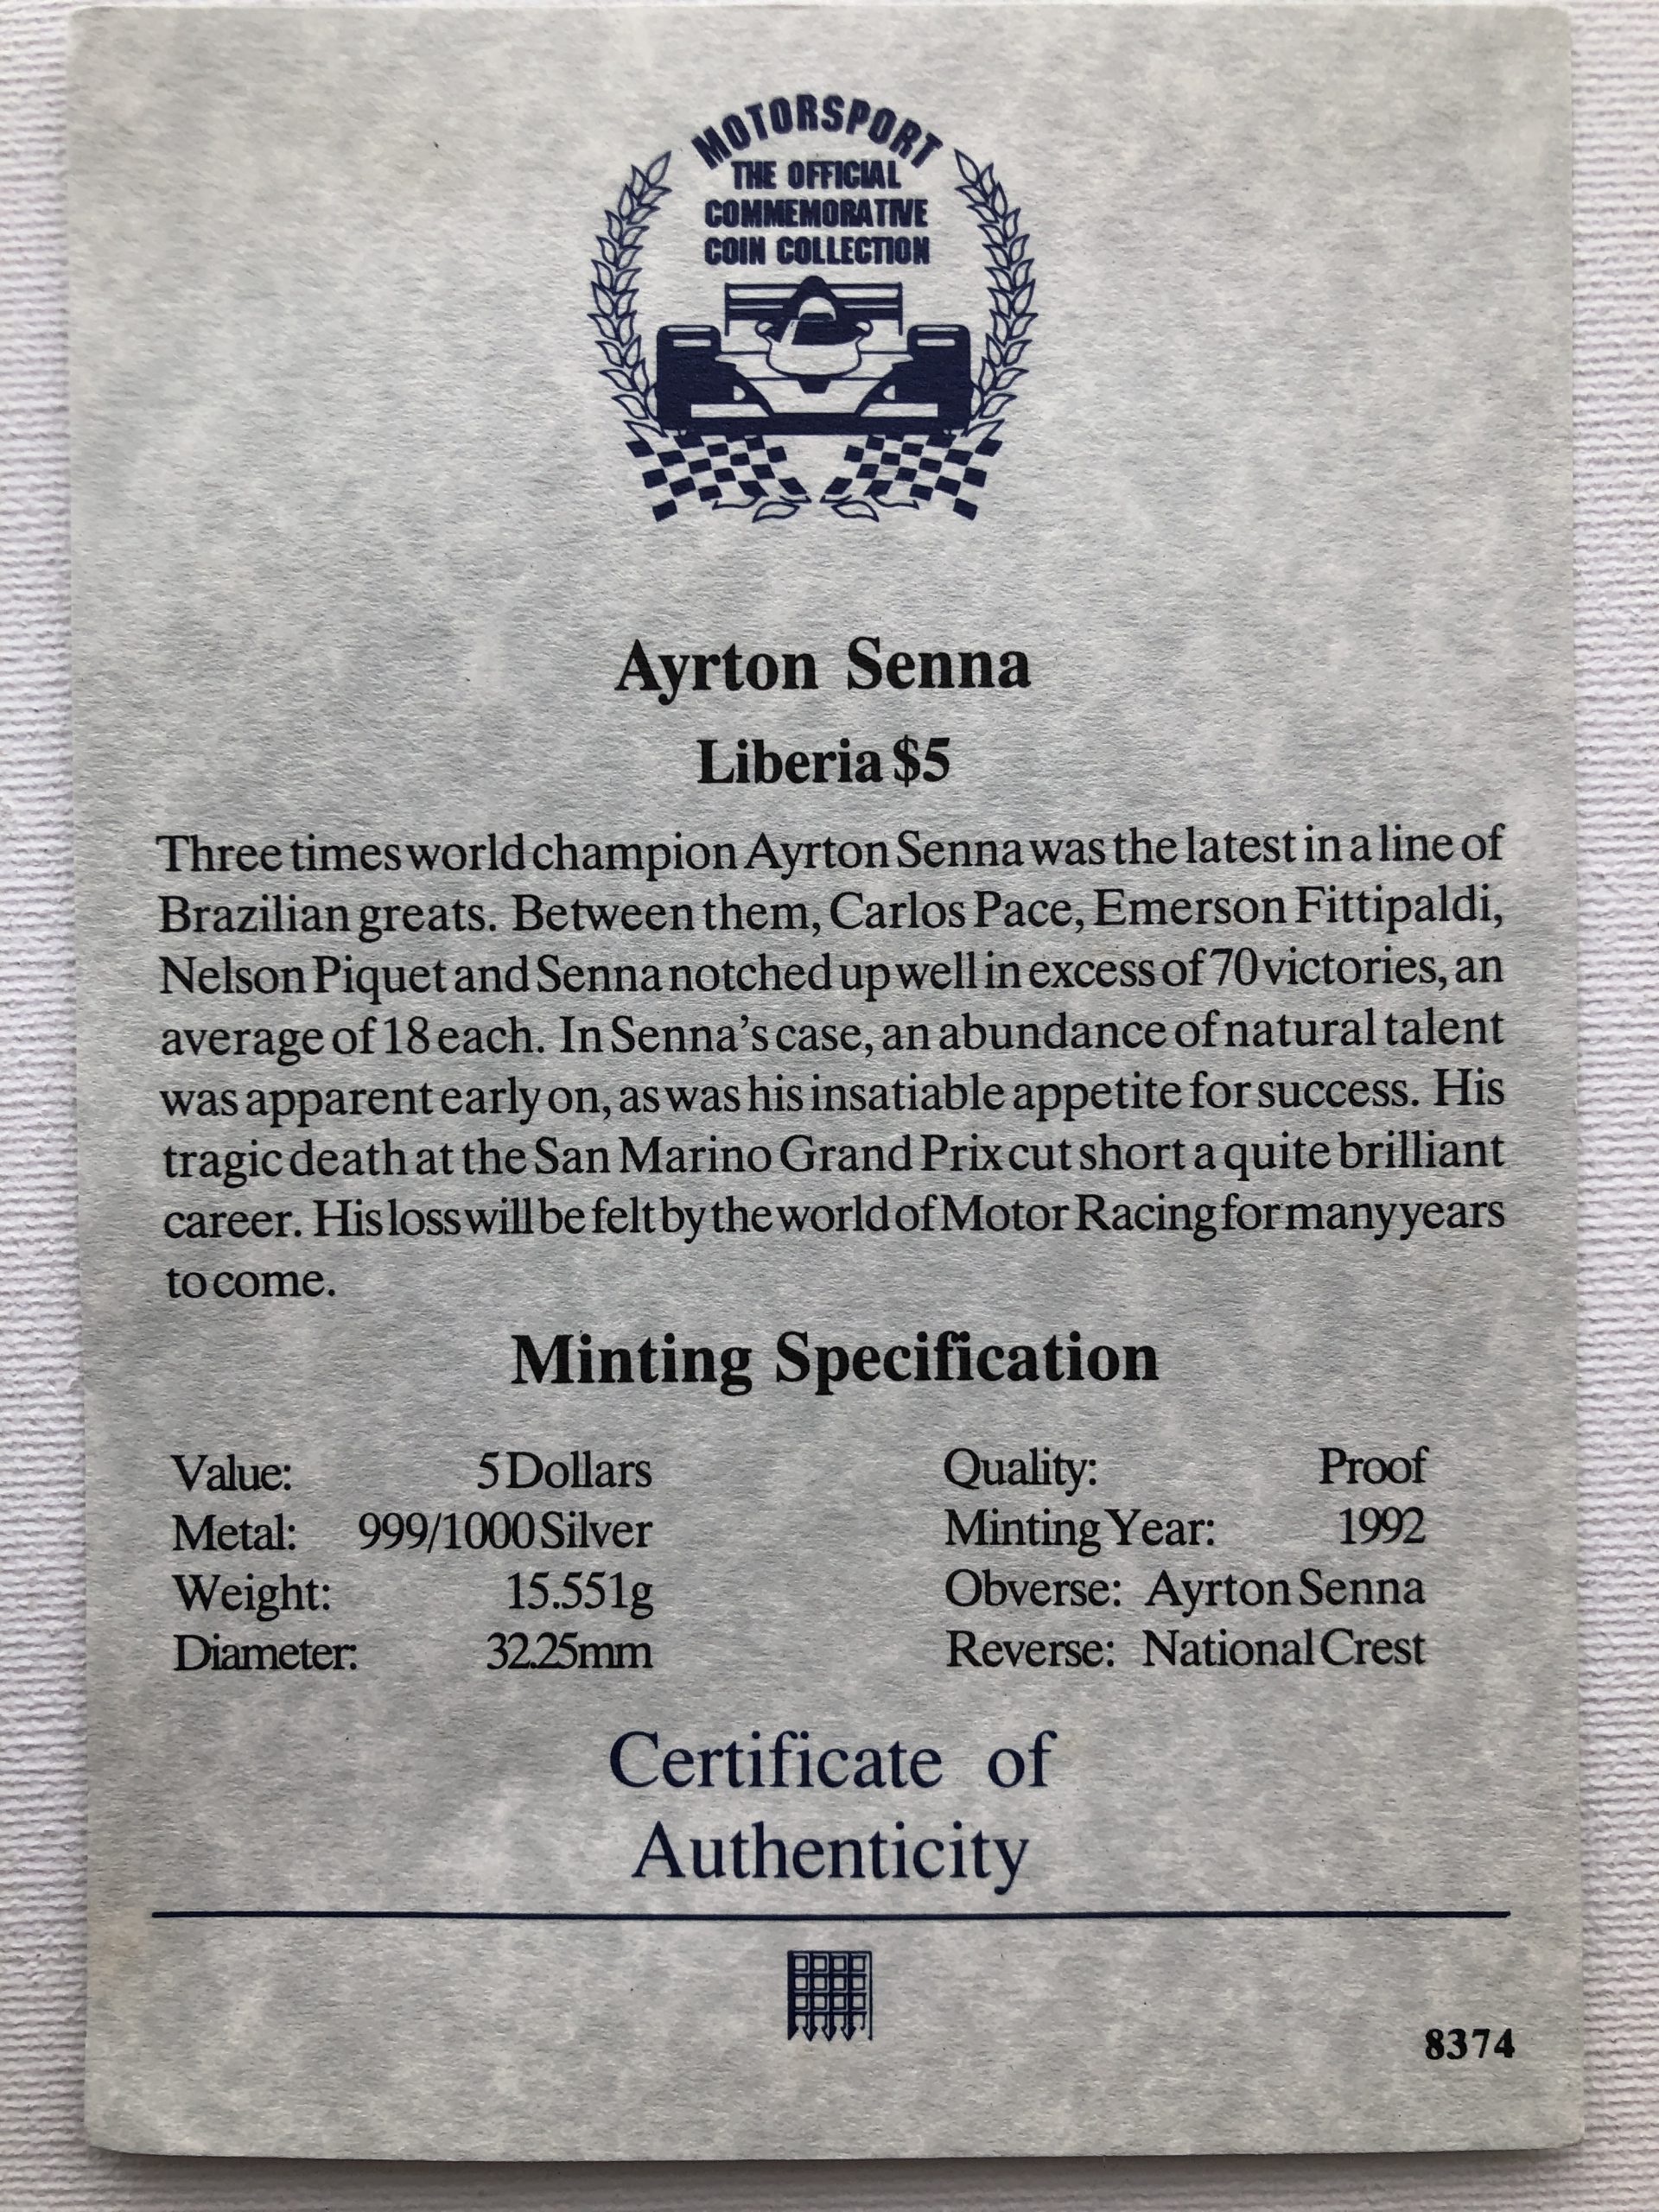 MOTORSPORT
THE OFFICIAL
COMMEMORATIVE
COIN COLLECTION
Ayrton Senna
Liberia $5
Three times world champion Ayrton Senna was the latest in a line of
Brazilian greats. Between them, Carlos Pace, Emerson Fittipaldi,
Nelson Piquet and Senna notched up well in excess of 70 victories, an
average of 18 each. In Senna's case, an abundance of natural talent
was apparent early on, as was his insatiable appetite for success. His
tragic death at the San Marino Grand Prix cut short a quite brilliant
career. His loss will be felt by the world of Motor Racing for many years
to come.
Minting Specification
Value: 5 Dollars Quality: Proof
Metal: 999/1000 Silver Minting Year: 1992
Weight: 15.551g Obverse: Ayrton Senna
Diameter: 32.25mm Reverse: National Crest
Certificate of
Authenticity
8374